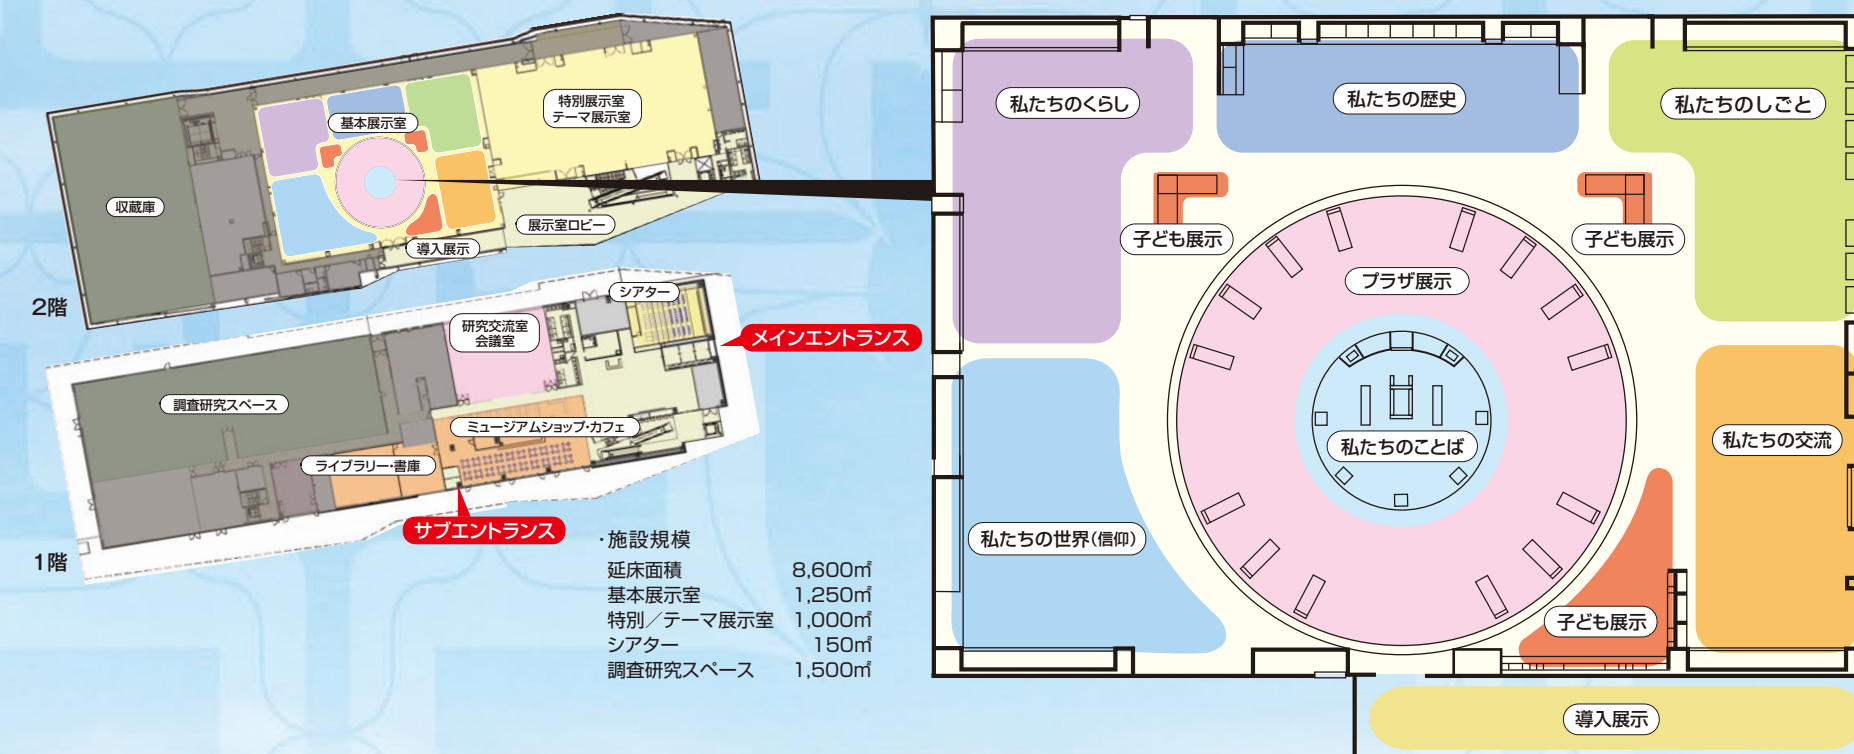 特別展示室
テーマ展示室
基本展示室
収蔵庫
展示室ロビー
導入展示
2階
シアター
研究交流室
会議室
メインエントランス
調査研究スペース
ミュージアムショップ・カフェ
ライブラリー・書庫
サブエントランス
1階
・施設規模
延床面積 8,600㎡
基本展示室 1,250㎡
特別／テーマ展示室 1,000㎡
シアター 150㎡
調査研究スペース 1,500㎡
私たちのくらし
私たちの歴史
私たちのしごと
子ども展示
子ども展示
プラザ展示
私たちのことば
私たちの交流
私たちの世界(信仰)
子ども展示
導入展示